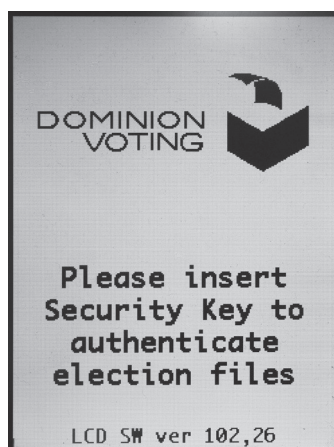 DOMINION
VOTING
Please insert
Security Key to
authenticate
election files
LCD SW ver 102,26